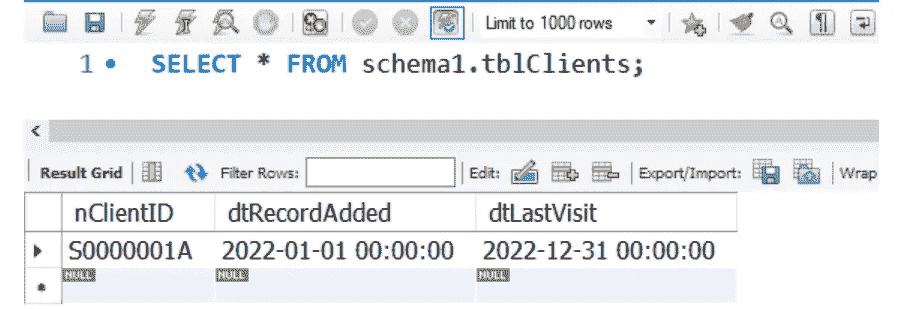 Limit to 1000 rows
1 SELECT * FROM schema1.tblClients;
Result Grid Filter Rows: Edit: Export/Import: Wrap
nClientID dtRecordAdded dtLastVisit
S0000001A 2022-01-01 00:00:00 2022-12-31 00:00:00
NULL NULL NULL